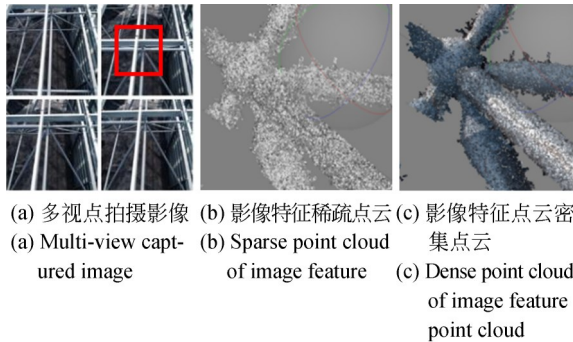 (a) 多视点拍摄影像
(a) Multi-view capt-
ured image
(b) 影像特征稀疏点云
(b) Sparse point cloud
of image feature
(c) 影像特征点云密
集点云
(c) Dense point cloud
of image feature
point cloud